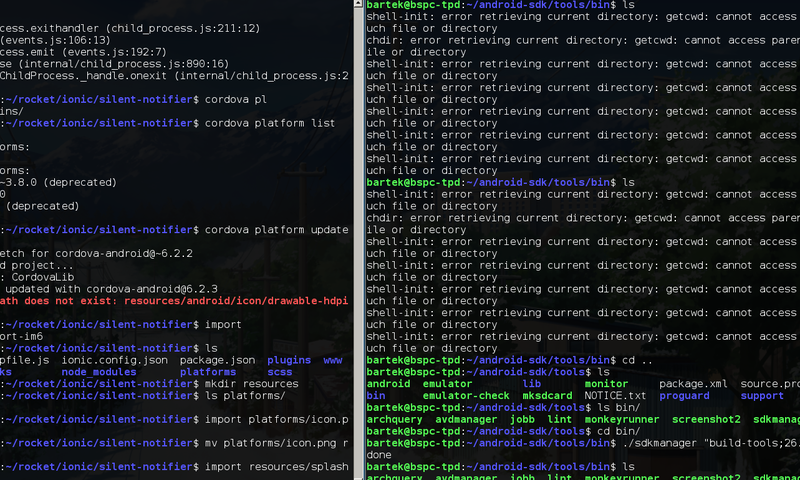 cess.exithandler (child_process.js:211:12)
(events.js:106:13)
cess.emit (events.js:192:7)
se (internal/child_process.js:890:16)
ChildProcess._handle.onexit (internal/child_process.js:2
:~/rocket/ionic/silent-notifier$ cordova pl
ins/
:~/rocket/ionic/silent-notifier$ cordova platform list
orms:
orms:
~3.8.0 (deprecated)
0
(deprecated)
:~/rocket/ionic/silent-notifier$ cordova platform update
etch for cordova-android@~6.2.2
d project...
: CordovaLib
updated with cordova-android@6.2.3
ath does not exist: resources/android/icon/drawable-hdpi
:~/rocket/ionic/silent-notifier$ import
ort-im6
:~/rocket/ionic/silent-notifier$ ls
pfile.js ionic.config.json package.json plugins www
ks node_modules platforms scss
:~/rocket/ionic/silent-notifier$ mkdir resources
:~/rocket/ionic/silent-notifier$ ls platforms/
:~/rocket/ionic/silent-notifier$ import platforms/icon.p
:~/rocket/ionic/silent-notifier$ mv platforms/icon.png r
:~/rocket/ionic/silent-notifier$ import resources/splash
bartek@bspc-tpd:~/android-sdk/tools/bin$ ls
shell-init: error retrieving current directory: getcwd: cannot access
uch file or directory
chdir: error retrieving current directory: getcwd: cannot access paren
ile or directory
shell-init: error retrieving current directory: getcwd: cannot access
uch file or directory
shell-init: error retrieving current directory: getcwd: cannot access
uch file or directory
shell-init: error retrieving current directory: getcwd: cannot access
uch file or directory
shell-init: error retrieving current directory: getcwd: cannot access
uch file or directory
shell-init: error retrieving current directory: getcwd: cannot access
uch file or directory
bartek@bspc-tpd:~/android-sdk/tools/bin$ ls
shell-init: error retrieving current directory: getcwd: cannot access
uch file or directory
chdir: error retrieving current directory: getcwd: cannot access paren
ile or directory
shell-init: error retrieving current directory: getcwd: cannot access
uch file or directory
shell-init: error retrieving current directory: getcwd: cannot access
uch file or directory
shell-init: error retrieving current directory: getcwd: cannot access
uch file or directory
shell-init: error retrieving current directory: getcwd: cannot access
uch file or directory
shell-init: error retrieving current directory: getcwd: cannot access
uch file or directory
bartek@bspc-tpd:~/android-sdk/tools/bin$ cd ..
bartek@bspc-tpd:~/android-sdk/tools$ ls
android emulator lib monitor package.xml source.pro
bin emulator-check mksdcard NOTICE.txt proguard support
bartek@bspc-tpd:~/android-sdk/tools$ ls bin/
archquery avdmanager jobb lint monkeyrunner screenshot2 sdkmana
bartek@bspc-tpd:~/android-sdk/tools$ cd bin/
bartek@bspc-tpd:~/android-sdk/tools/bin$ ./sdkmanager "build-tools;26.
done
bartek@bspc-tpd:~/android-sdk/tools/bin$ ls
archquery avdmanager jobb lint monkeyrunner screenshot2 sdkmana